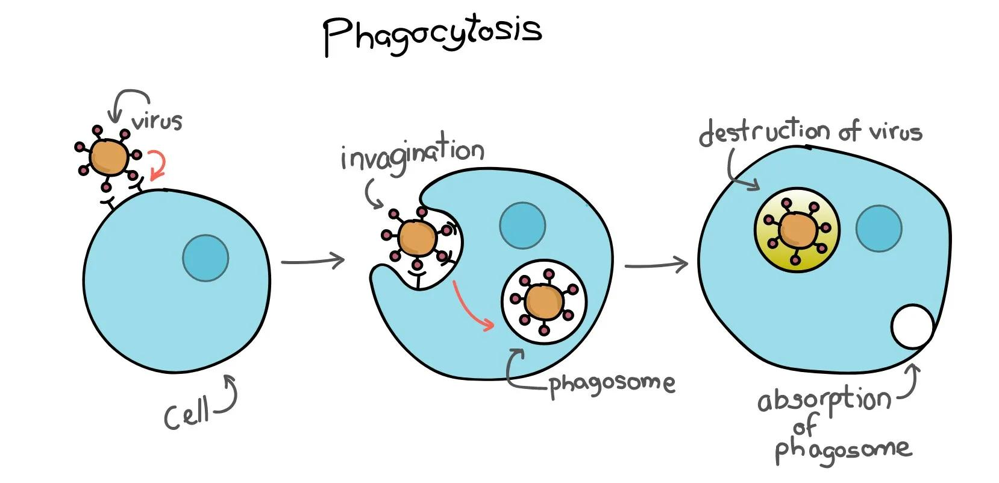 Phagocytosis
virus
invagination
destruction of virus
phagosome
cell
absorption
of
phagosome